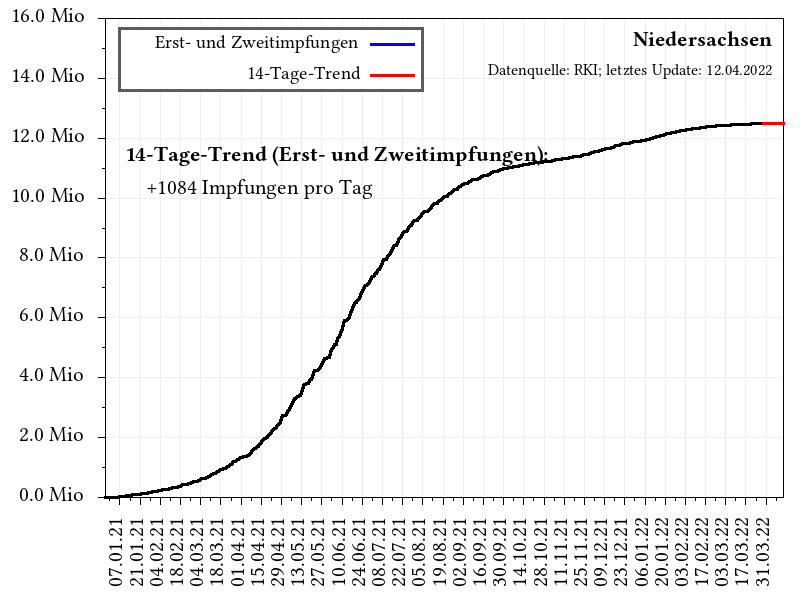 16.0 Mio
14.0 Mio
12.0 Mio
10.0 Mio
8.0 Mio
6.0 Mio
4.0 Mio
2.0 Mio
0.0 Mio
Erst- und Zweitimpfungen
14-Tage-Trend
Niedersachsen
Datenquelle: RKI; letztes Update: 12.04.2022
14-Tage-Trend (Erst- und Zweitimpfungen):
+1084 Impfungen pro Tag
07.01.21
21.01.21
04.02.21
18.02.21
04.03.21
18.03.21
01.04.21
15.04.21
29.04.21
13.05.21
27.05.21
10.06.21
24.06.21
08.07.21
22.07.21
05.08.21
19.08.21
02.09.21
16.09.21
30.09.21
14.10.21
28.10.21
11.11.21
25.11.21
09.12.21
23.12.21
06.01.22
20.01.22
03.02.22
17.02.22
03.03.22
17.03.22
31.03.22